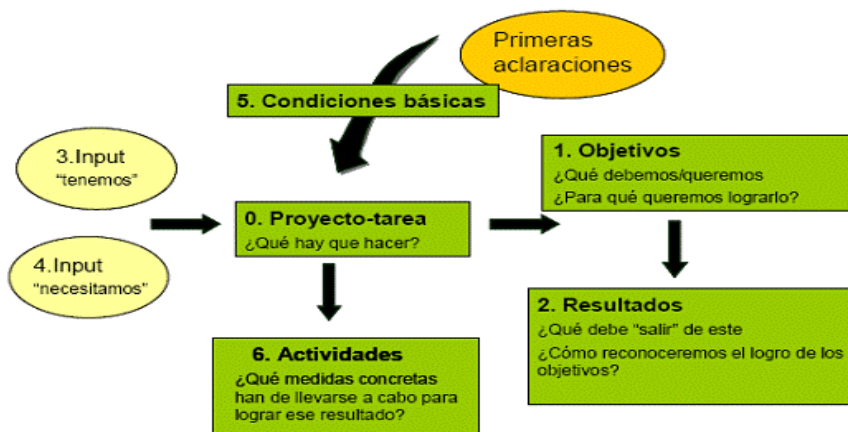 Primeras
aclaraciones
5. Condiciones básicas
3.Input
"tenemos"
4.Input
"necesitamos"
0. Proyecto-tarea
¿Qué hay que hacer?
1. Objetivos
¿Qué debemos/queremos
¿Para qué queremos lograrlo?
2. Resultados
¿Qué debe "salir" de este
¿Cómo reconoceremos el logro de los
objetivos?
6. Actividades
¿Qué medidas concretas
han de llevarse a cabo para
lograr ese resultado?